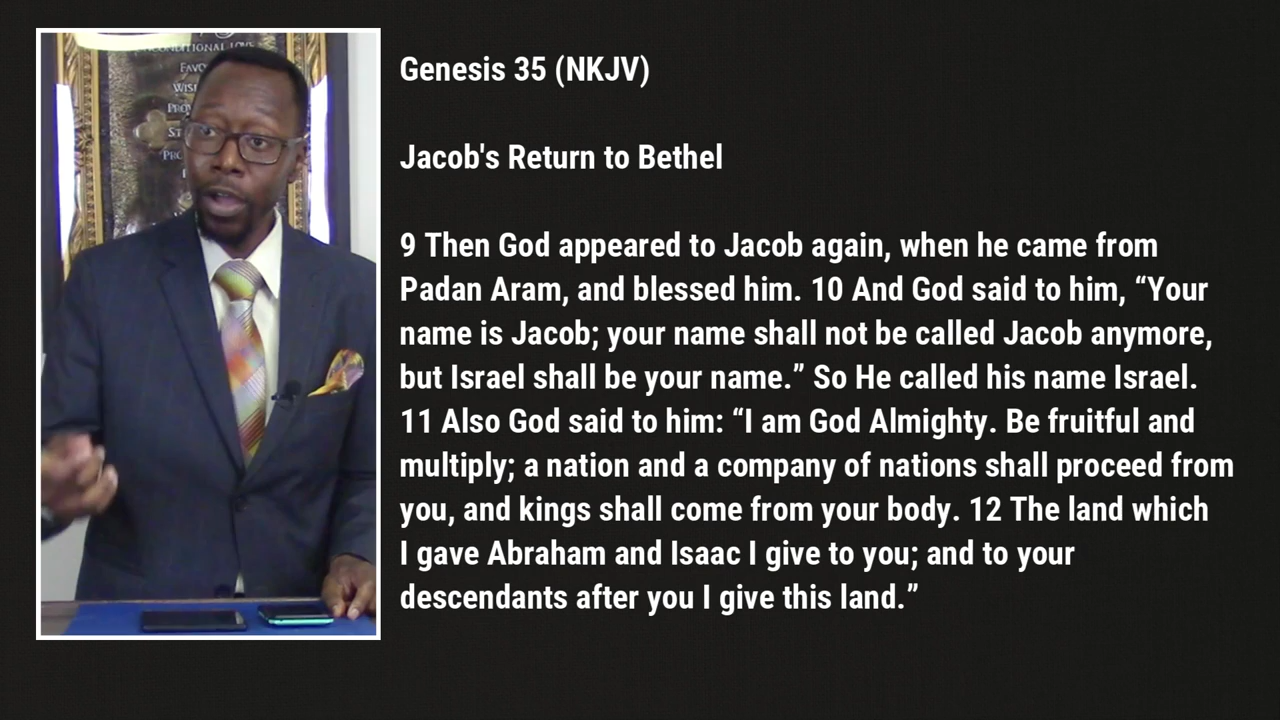 CONDITIONAL LOVE
Genesis 35 (NKJV)
Jacob's Return to Bethel
9 Then God appeared to Jacob again, when he came from
Padan Aram, and blessed him. 10 And God said to him, “Your
name is Jacob; your name shall not be called Jacob anymore,
but Israel shall be your name.” So He called his name Israel.
11 Also God said to him: “I am God Almighty. Be fruitful and
multiply; a nation and a company of nations shall proceed from
you, and kings shall come from your body. 12 The land which
I gave Abraham and Isaac I give to you; and to your
descendants after you I give this land.”